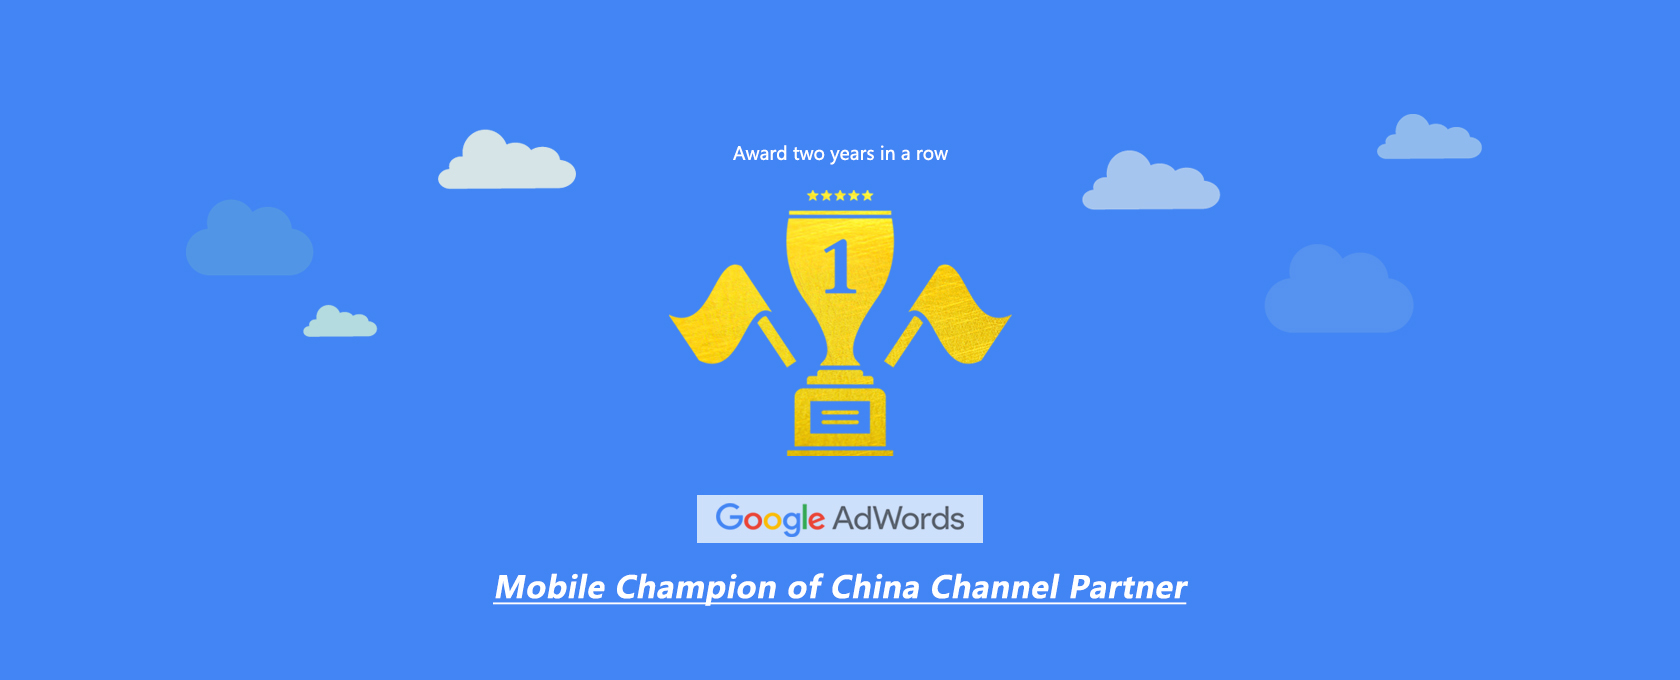 Award two years in a row
1
Google AdWords
Mobile Champion of China Channel Partner